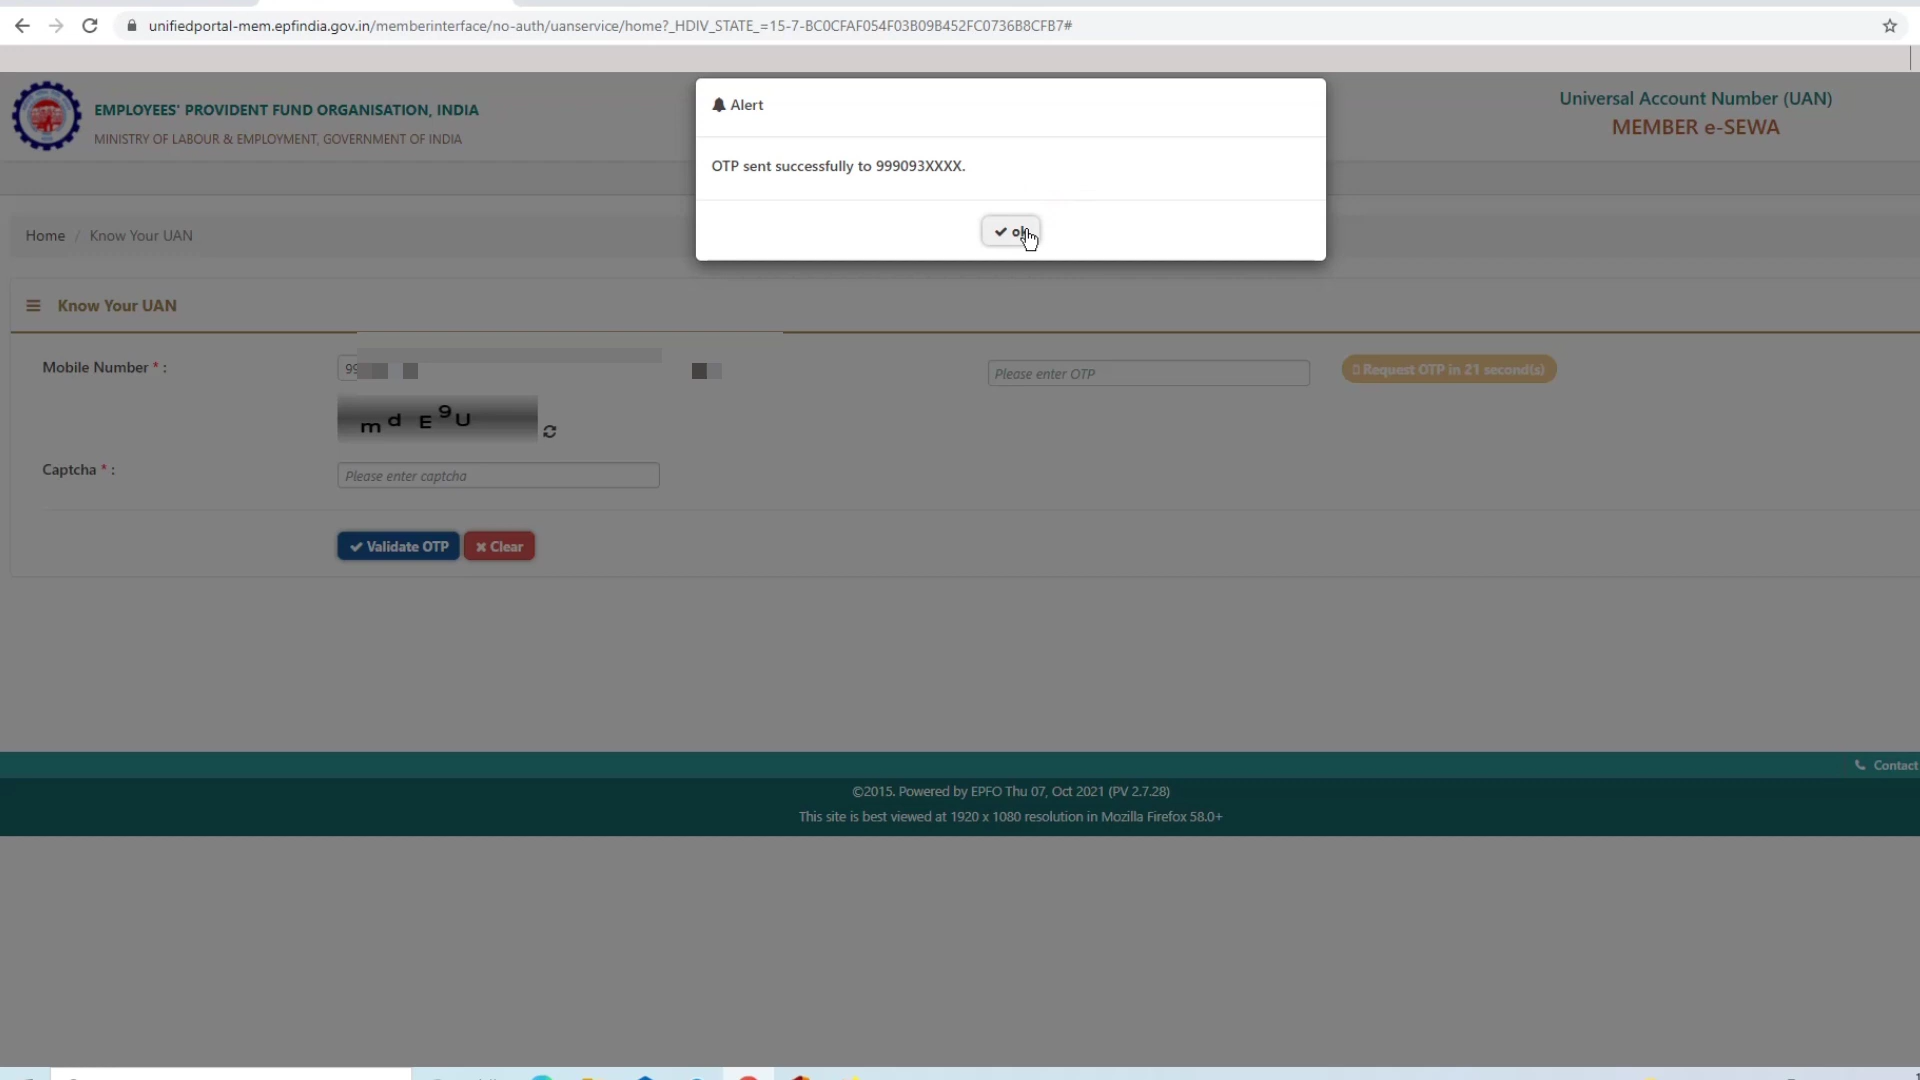 unifiedportal-mem.epfindia.gov.in/memberinterface/no-auth/uanservice/home?_HDIV_STATE_=15-7-BC0CFAF054F03B09B452FC0736B8CFB7#
EMPLOYEES' PROVIDENT FUND ORGANISATION, INDIA
MINISTRY OF LABOUR & EMPLOYMENT, GOVERNMENT OF INDIA
Universal Account Number (UAN)
MEMBER e-SEWA
Alert
OTP sent successfully to 999093XXXX.
Home / Know Your UAN
Know Your UAN
Mobile Number * :
Please enter OTP
Request OTP in 21 second(s)
m d E 9 U
Captcha * :
Please enter captcha
Validate OTP
Clear
Contact
©2015. Powered by EPFO Thu 07, Oct 2021 (PV 2.7.28)
This site is best viewed at 1920 x 1080 resolution in Mozilla Firefox 58.0+